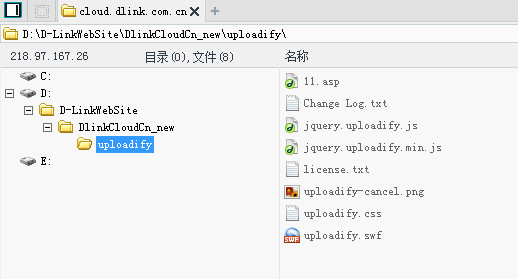 cloud.dlink.com.cn
D:\D-LinkWebSite\DlinkCloudCn_new\uploadify\
218.97.167.26 目录(0),文件(8) 名称
C:
D:
D-LinkWebSite
DlinkCloudCn_new
uploadify
E:
11.asp
Change Log.txt
jquery.uploadify.js
jquery.uploadify.min.js
license.txt
uploadify-cancel.png
uploadify.css
uploadify.swf